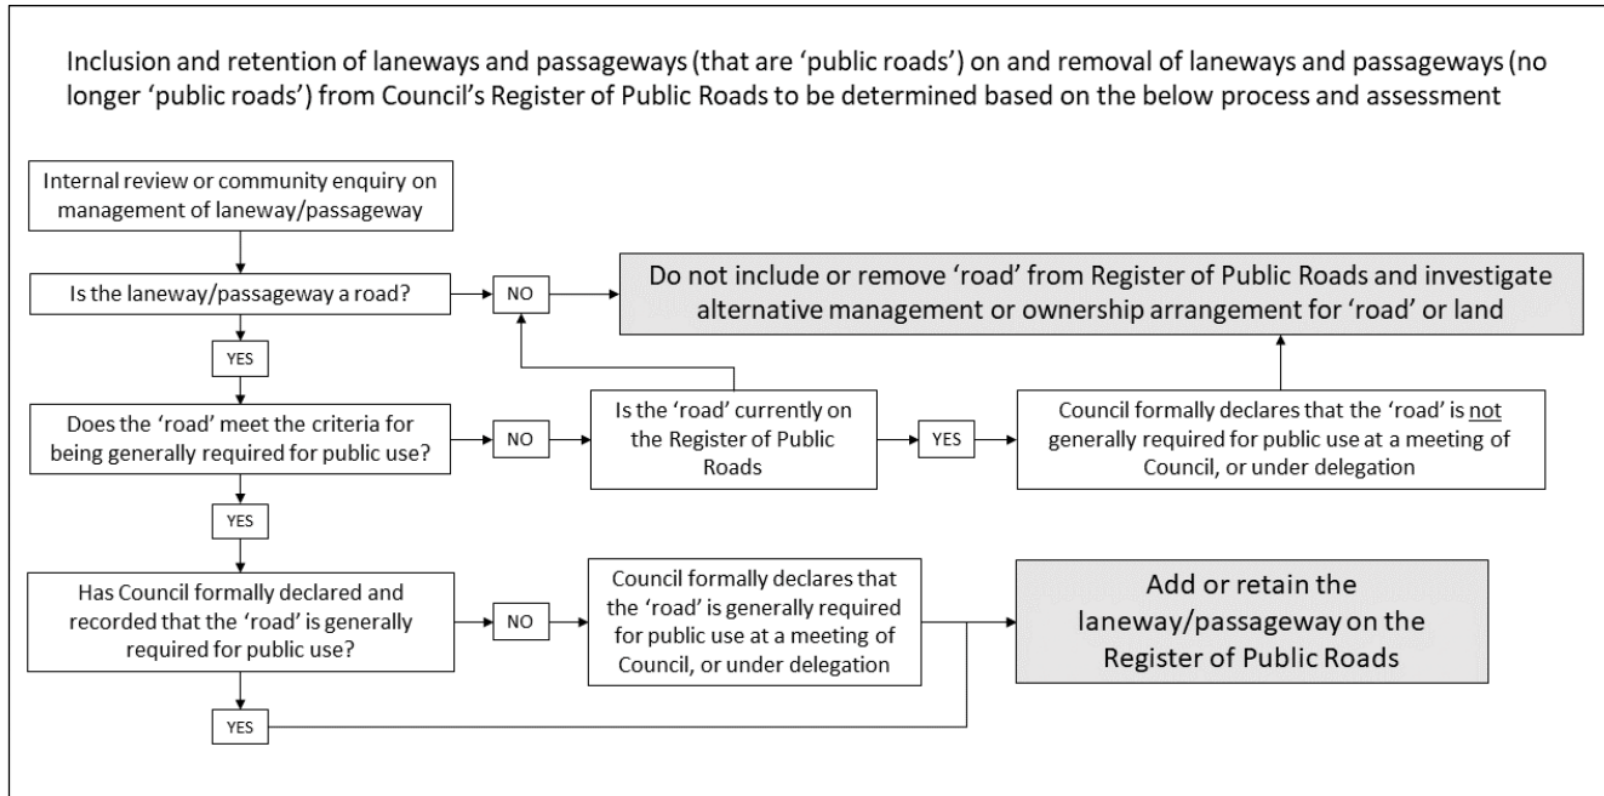 Inclusion and retention of laneways and passageways (that are ‘public roads’) on and removal of laneways and passageways (no
longer ‘public roads’) from Council’s Register of Public Roads to be determined based on the below process and assessment
Internal review or community enquiry on
management of laneway/passageway
Is the laneway/passageway a road?
NO
Do not include or remove ‘road’ from Register of Public Roads and investigate
alternative management or ownership arrangement for ‘road’ or land
YES
Does the ‘road’ meet the criteria for
being generally required for public use?
NO
Is the ‘road’ currently on
the Register of Public
Roads
YES
Council formally declares that the ‘road’ is not
generally required for public use at a meeting of
Council, or under delegation
YES
Has Council formally declared and
recorded that the ‘road’ is generally
required for public use?
NO
Council formally declares that
the ‘road’ is generally required
for public use at a meeting of
Council, or under delegation
Add or retain the
laneway/passageway on the
Register of Public Roads
YES